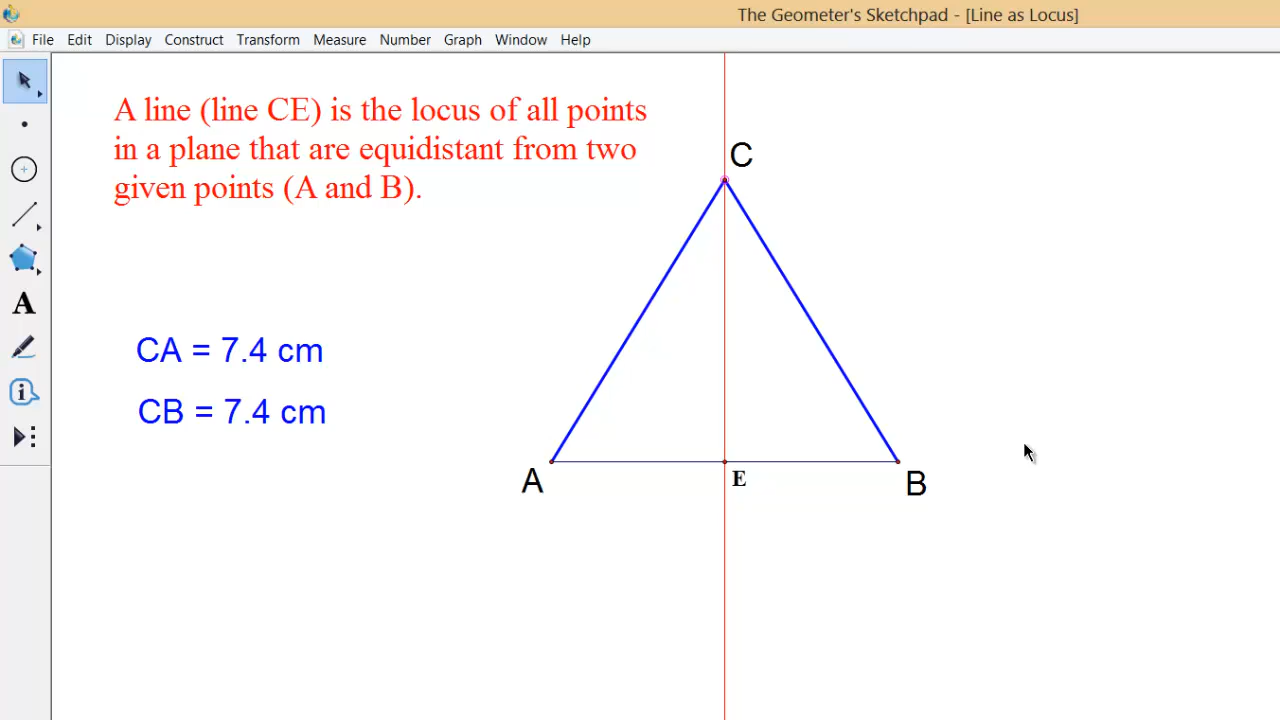 The Geometer's Sketchpad - [Line as Locus]
File Edit Display Construct Transform Measure Number Graph Window Help
A line (line CE) is the locus of all points
in a plane that are equidistant from two
given points (A and B).
C
CA = 7.4 cm
CB = 7.4 cm
A
E
B
A